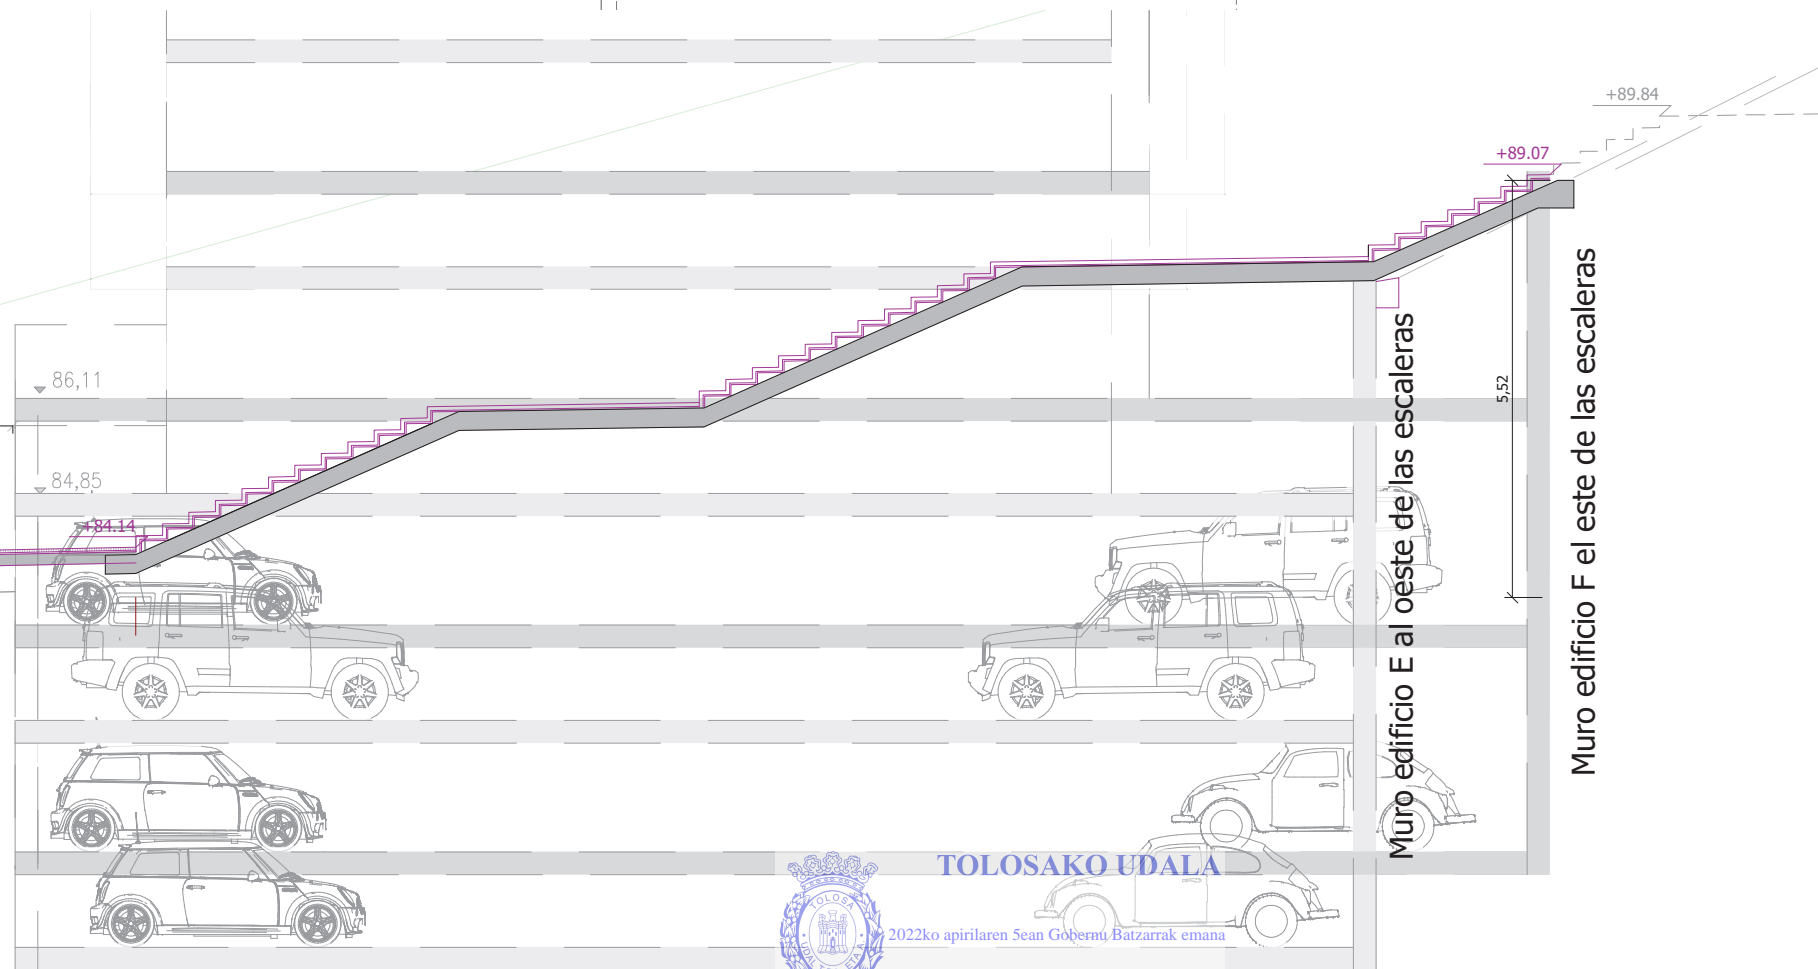 +89.84
+89.07
86,11
5,52
84,85
+84.14
Muro edificio E al oeste de las escaleras
Muro edificio F el este de las escaleras
TOLOSAKO UDALA
TOLOSA
2022ko apirilaren 5ean Gobernu Batzarrak emana